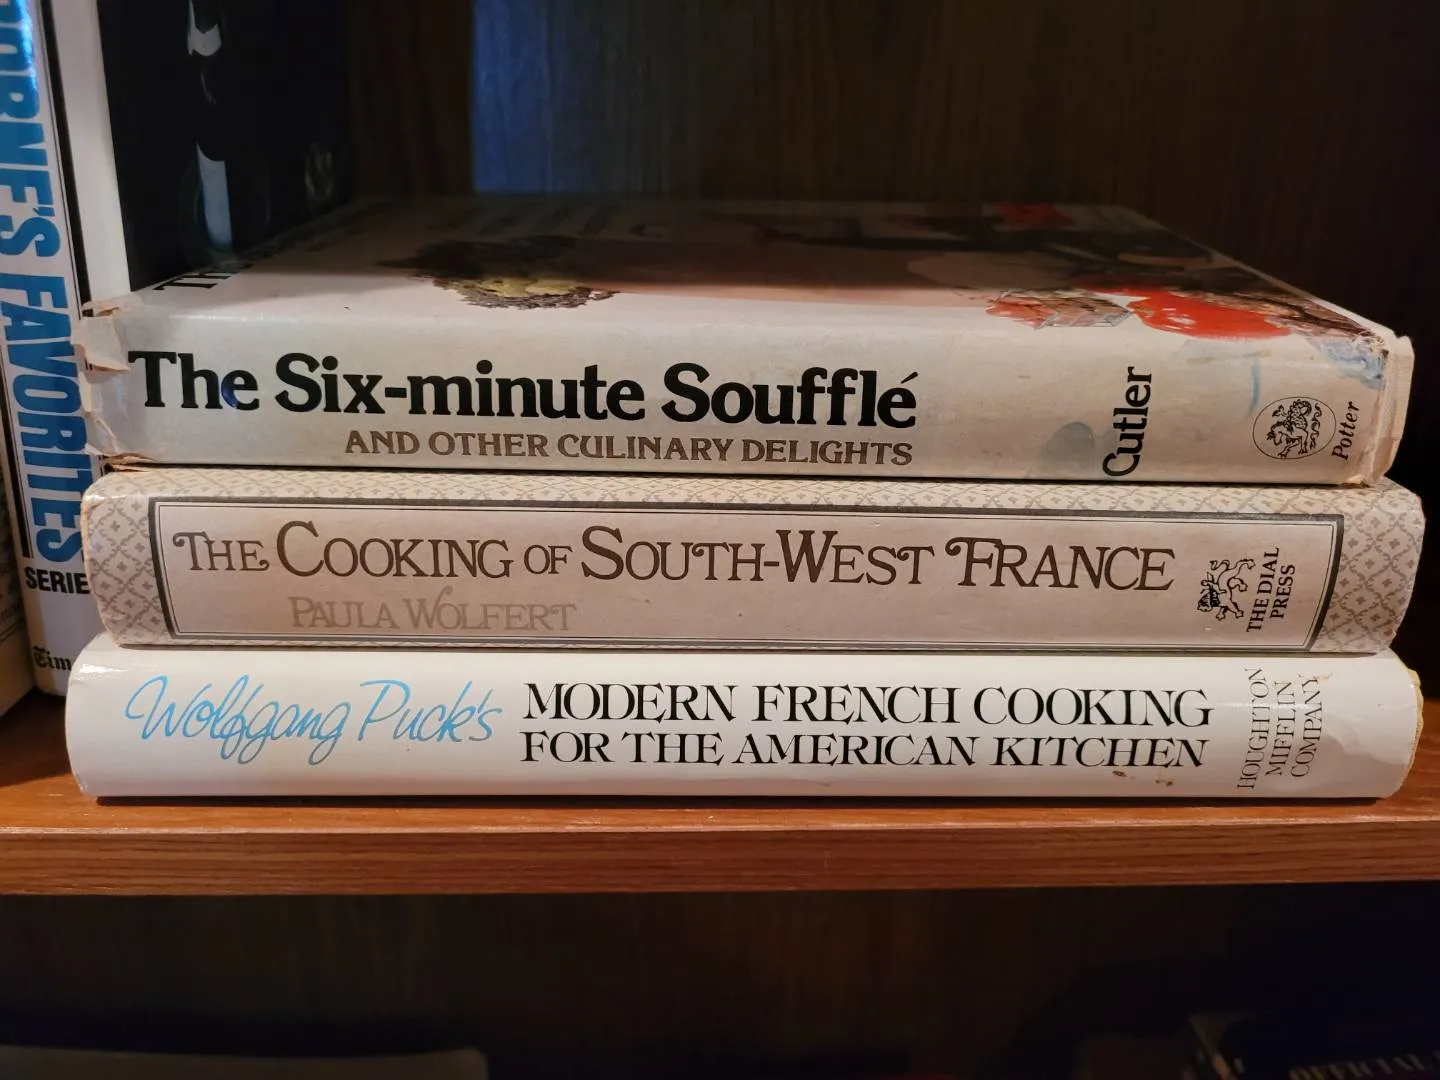 The Six-minute Soufflé
AND OTHER CULINARY DELIGHTS
Cutler
Potter
THE COOKING OF SOUTH-WEST FRANCE
PAULA WOLFERT
THE DIAL
PRESS
Wolfgang Puck's
MODERN FRENCH COOKING
FOR THE AMERICAN KITCHEN
HOUGHTON
MIFFLIN
COMPANY
FAVORITES
SERIE